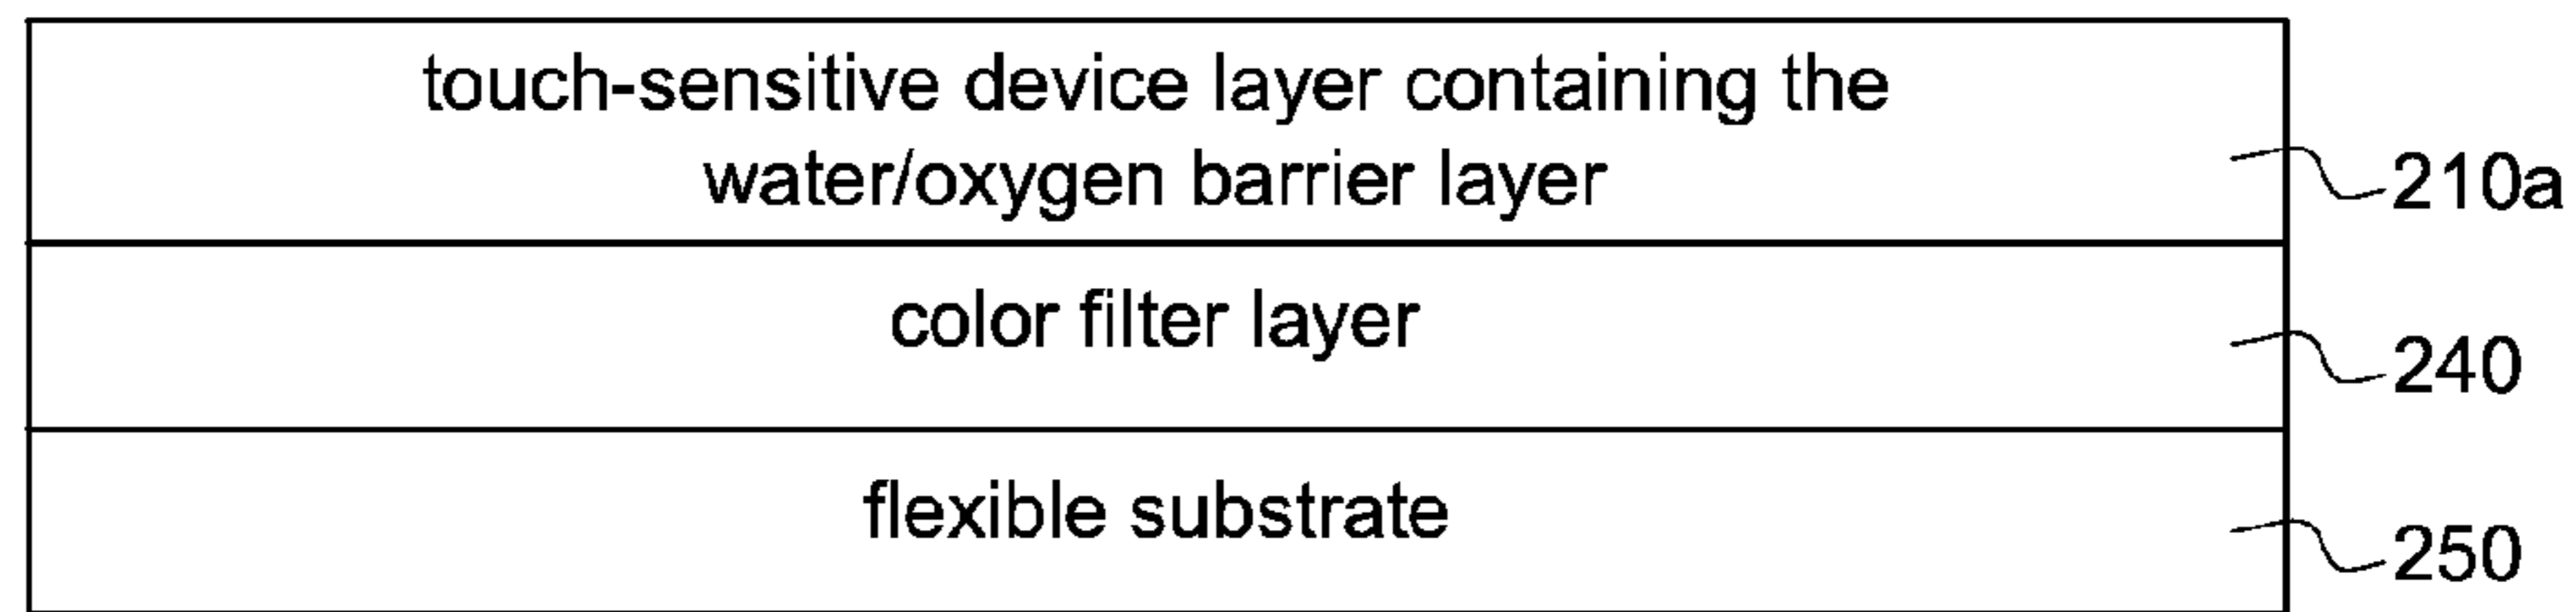 touch-sensitive device layer containing the
water/oxygen barrier layer
210a
color filter layer
240
flexible substrate
250